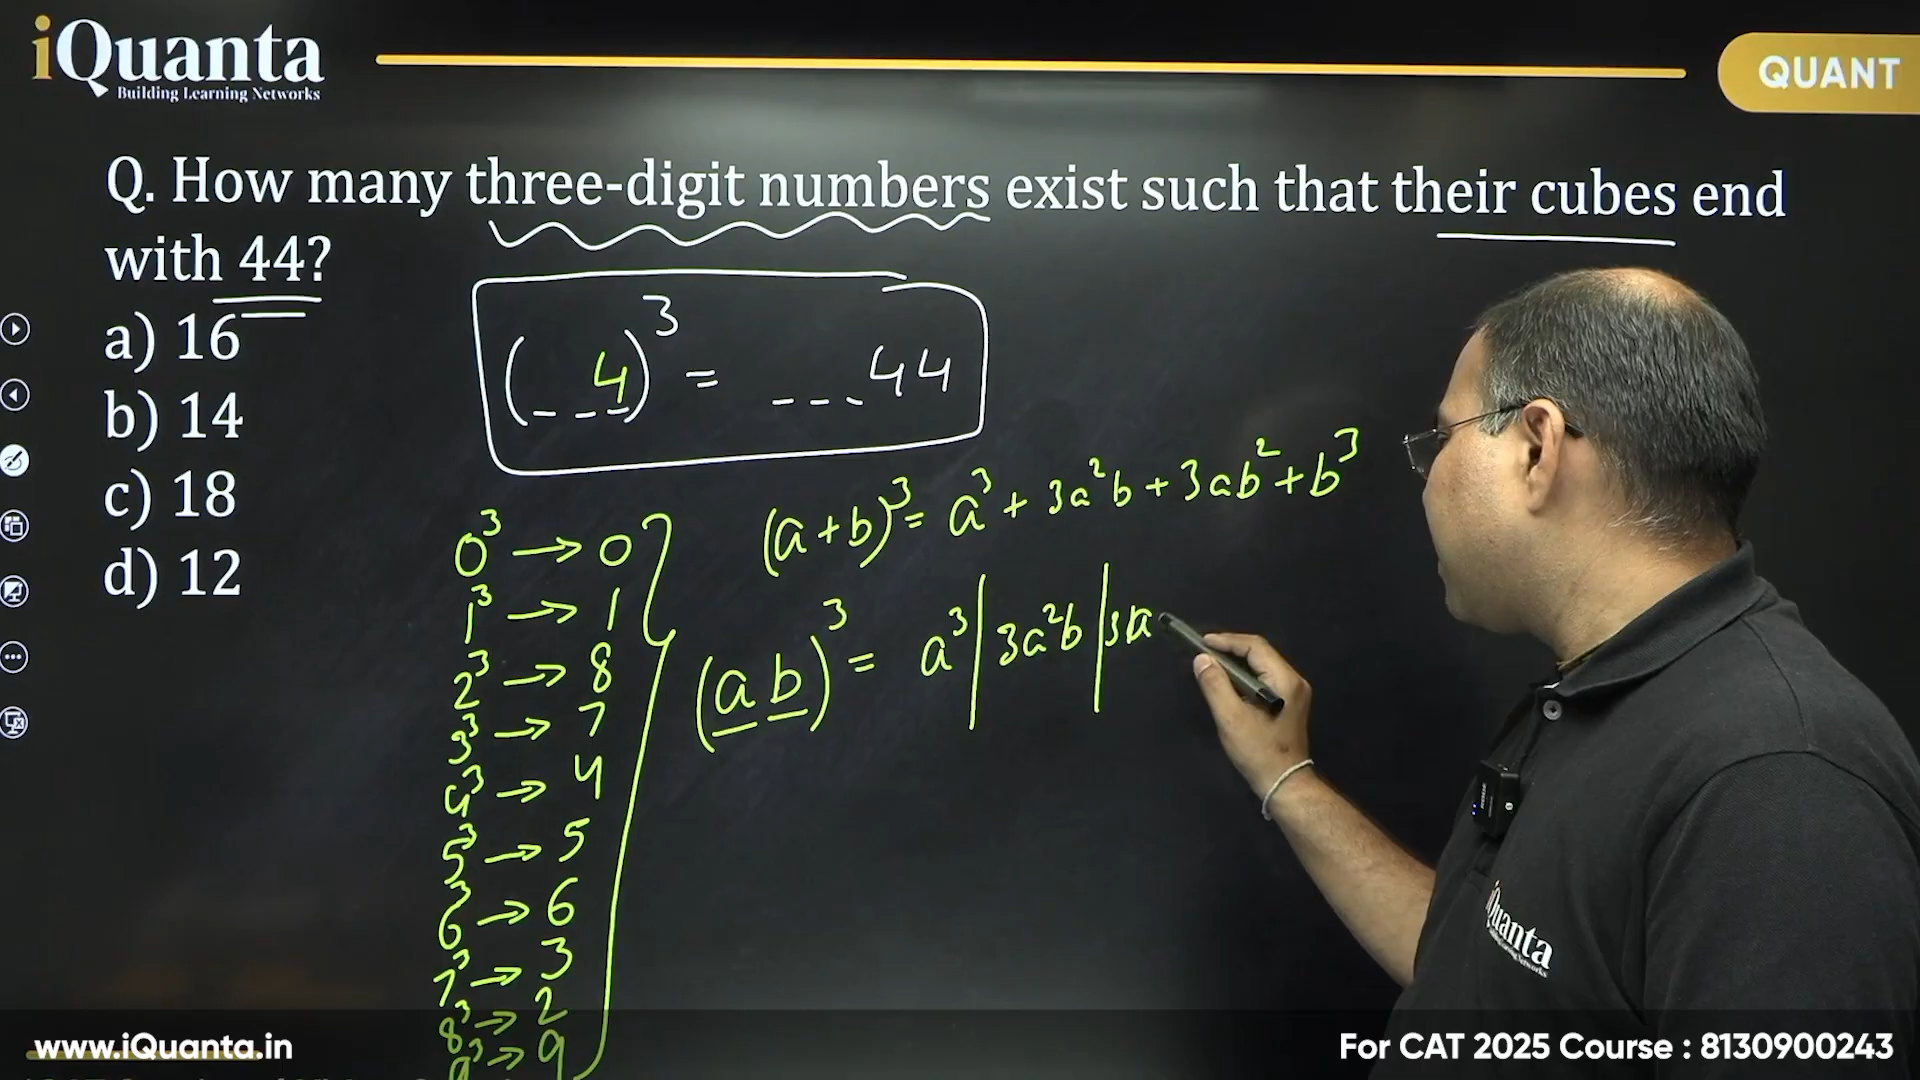 iQuanta
Building Learning Networks
QUANT
Q. How many three-digit numbers exist such that their cubes end
with 44?
a) 16
b) 14
c) 18
d) 12
(_ _ 4)³ = _ _ _ 44
(a+b)³ = a³ + 3a²b + 3ab² + b³
(ab)³ = a³ | 3a²b | 3a
0³ → 0
1³ → 1
2³ → 8
3³ → 7
4³ → 4
5³ → 5
6³ → 6
7³ → 3
8³ → 2
9³ → 9
iQuanta
www.iQuanta.in
For CAT 2025 Course : 8130900243